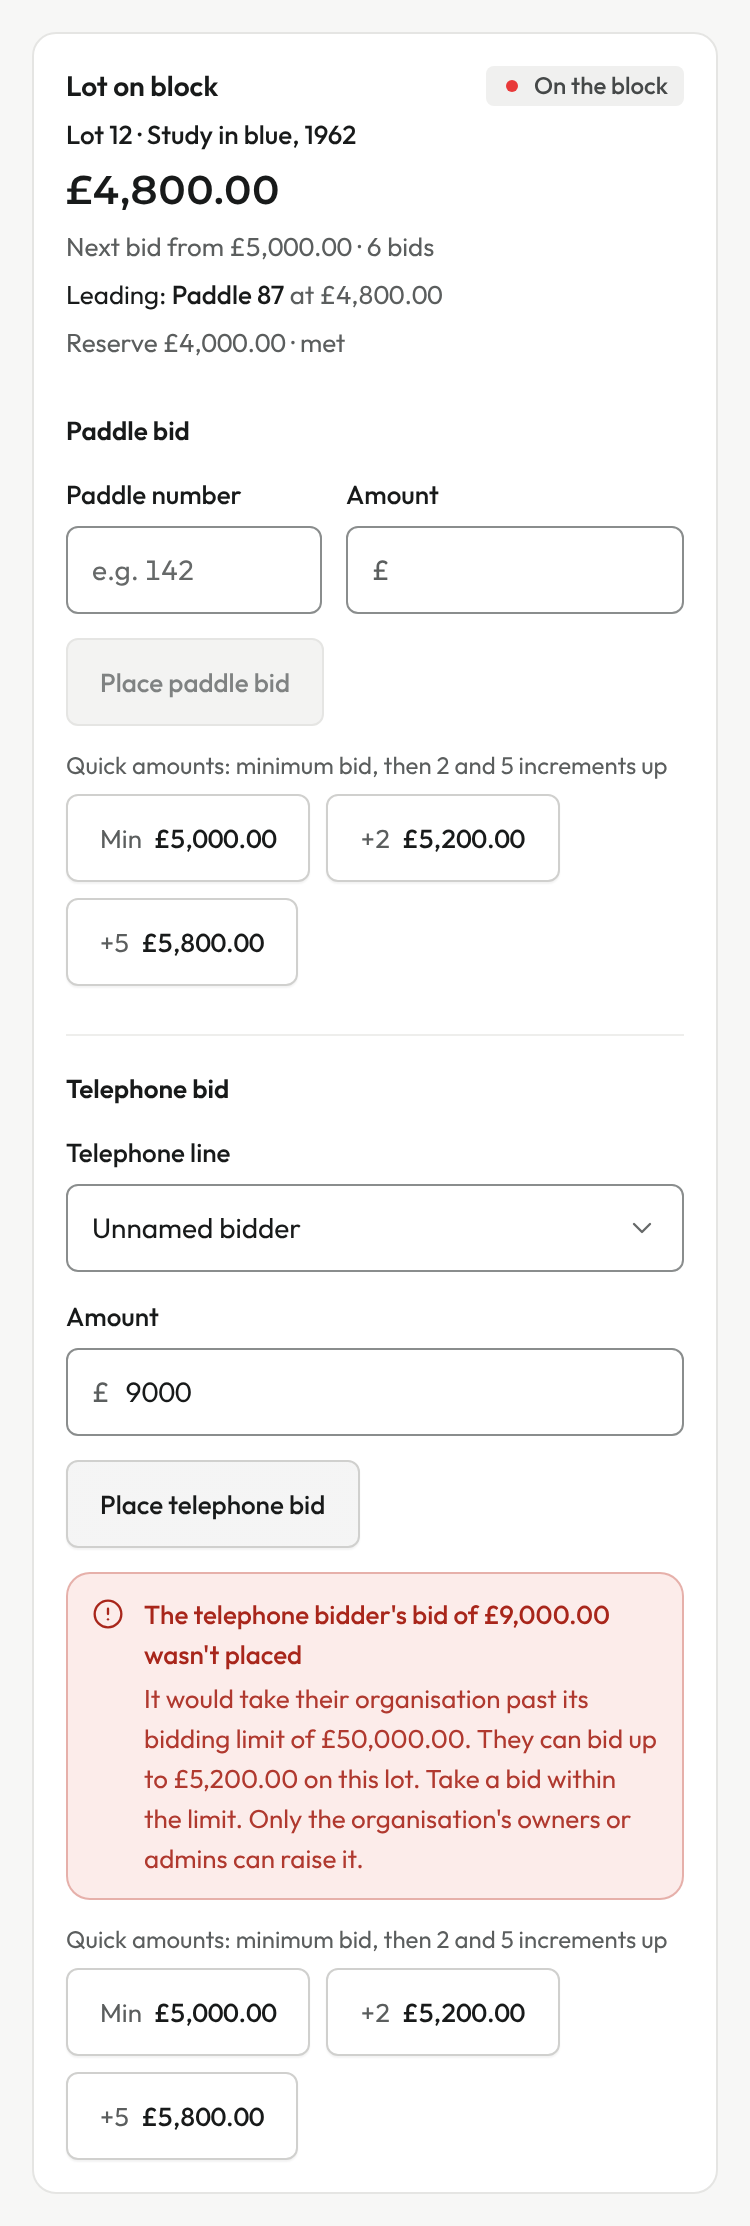 Lot on block
On the block
Lot 12 · Study in blue, 1962
£4,800.00
Next bid from £5,000.00 · 6 bids
Leading: Paddle 87 at £4,800.00
Reserve £4,000.00 · met
Paddle bid
Paddle number
Amount
e.g. 142
£
Place paddle bid
Quick amounts: minimum bid, then 2 and 5 increments up
Min £5,000.00
+2 £5,200.00
+5 £5,800.00
Telephone bid
Telephone line
Unnamed bidder
Amount
£ 9000
Place telephone bid
The telephone bidder's bid of £9,000.00
wasn't placed
It would take their organisation past its
bidding limit of £50,000.00. They can bid up
to £5,200.00 on this lot. Take a bid within
the limit. Only the organisation's owners or
admins can raise it.
Quick amounts: minimum bid, then 2 and 5 increments up
Min £5,000.00
+2 £5,200.00
+5 £5,800.00